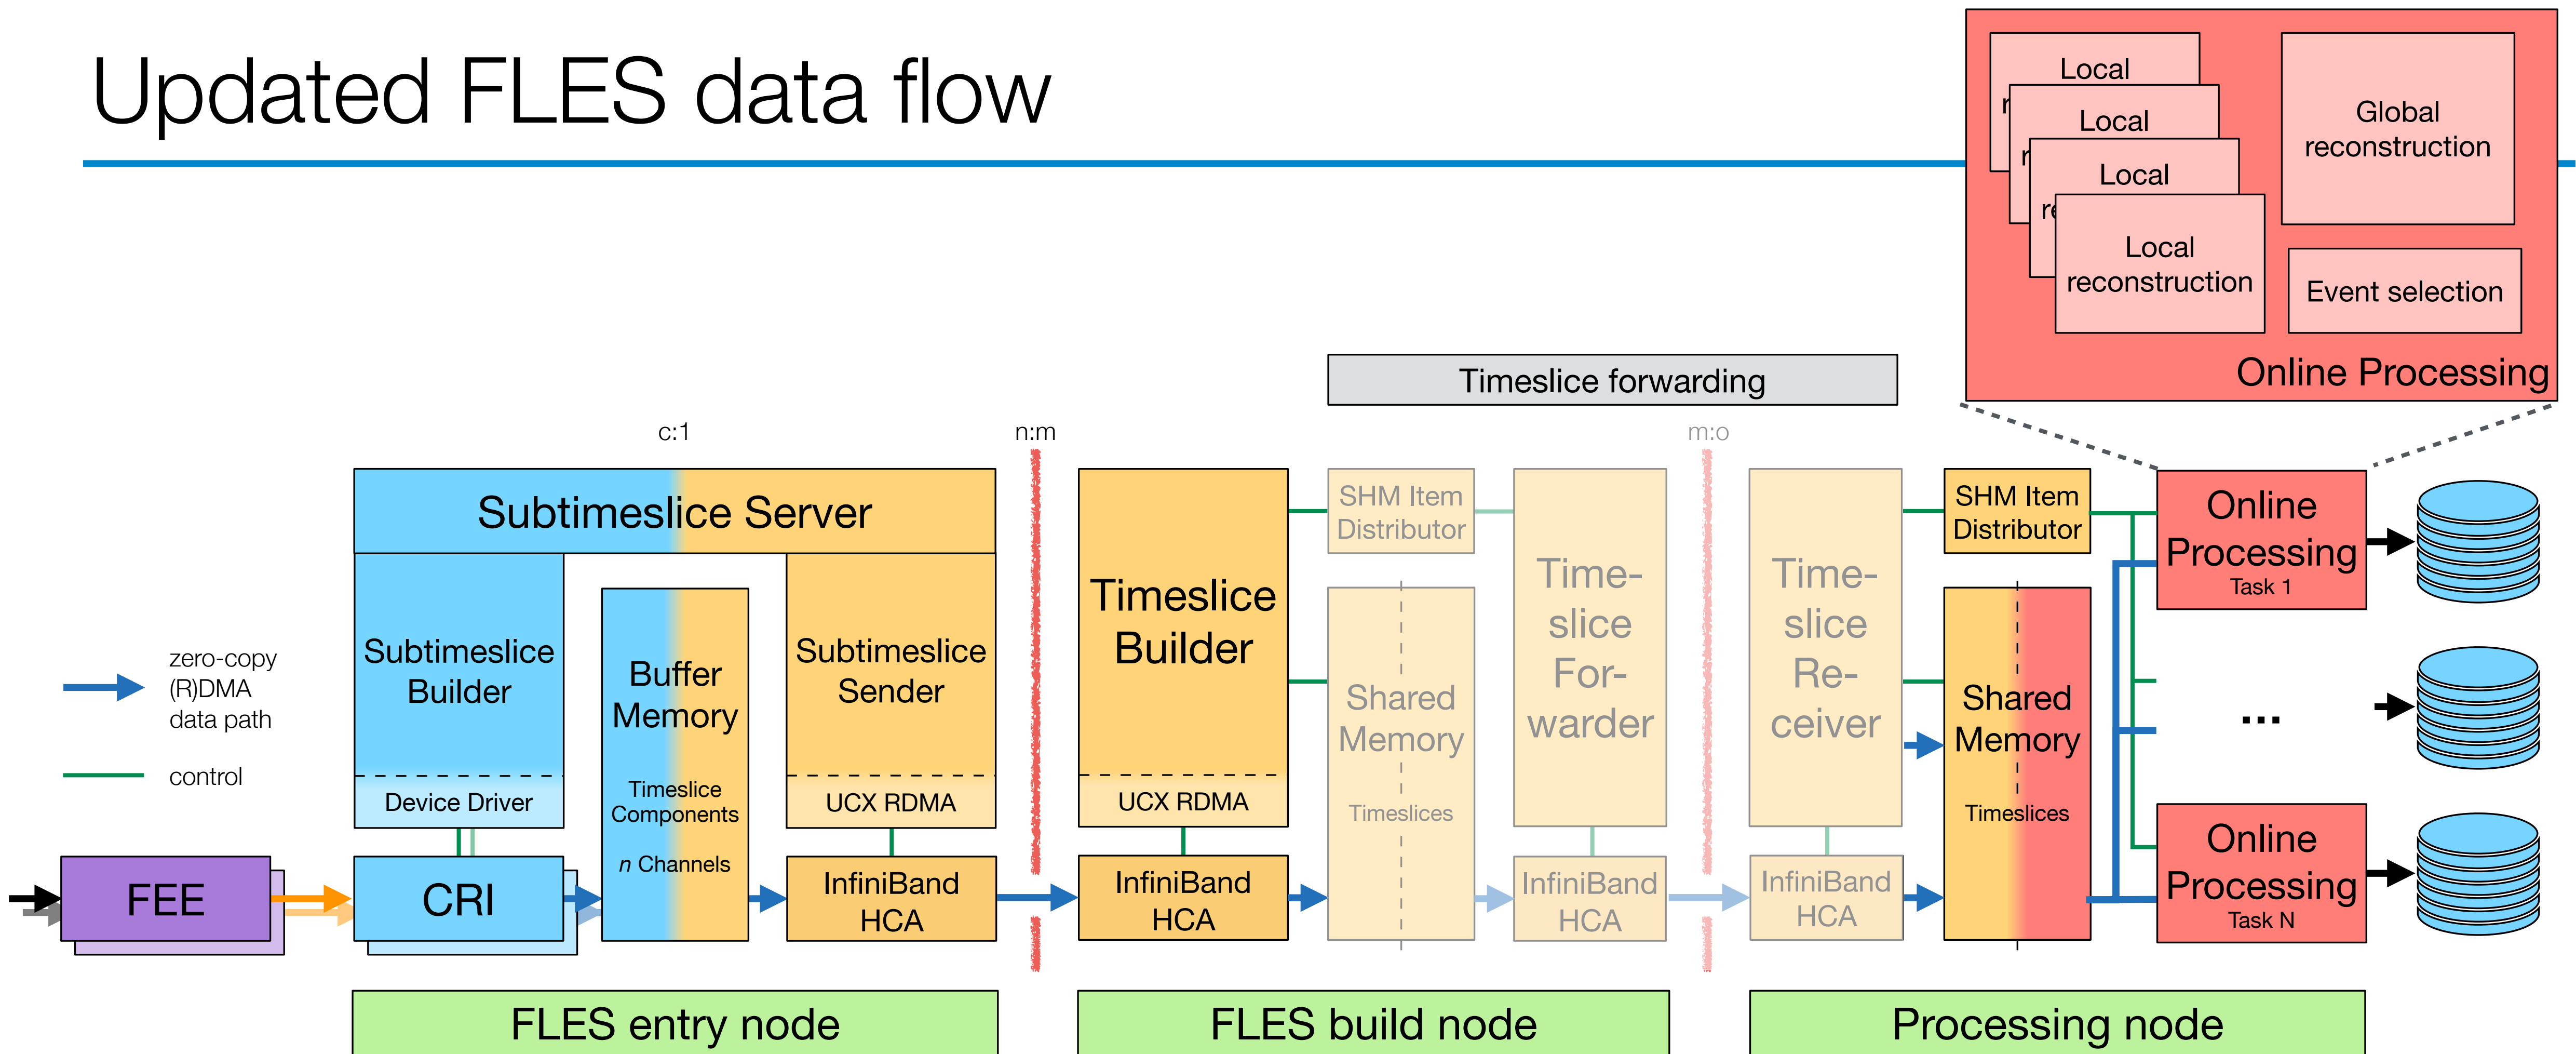 Updated FLES data flow
Local
r
Local
r
Local
re
Local
reconstruction
Global
reconstruction
Event selection
Online Processing
Timeslice forwarding
c:1
n:m
m:o
Subtimeslice Server
Subtimeslice
Builder
Device Driver
Buffer
Memory
Timeslice
Components
n Channels
Subtimeslice
Sender
UCX RDMA
Timeslice
Builder
UCX RDMA
SHM Item
Distributor
Shared
Memory
Timeslices
Time-
slice
For-
warder
Time-
slice
Re-
ceiver
SHM Item
Distributor
Shared
Memory
Timeslices
Online
Processing
Task 1
...
Online
Processing
Task N
zero-copy
(R)DMA
data path
control
FEE
CRI
InfiniBand
HCA
InfiniBand
HCA
InfiniBand
HCA
InfiniBand
HCA
FLES entry node
FLES build node
Processing node